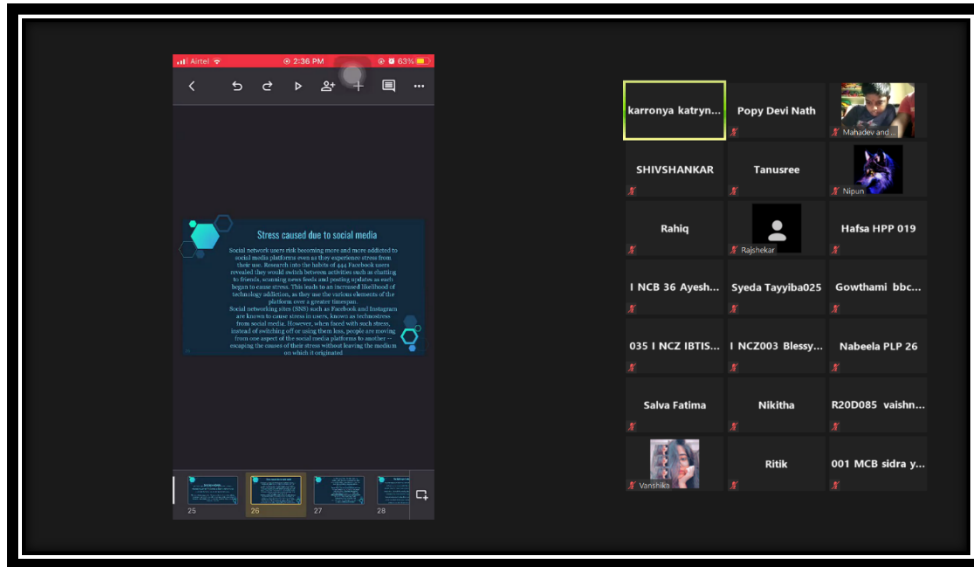 Airtel 2:36 PM 63%
Stress caused due to social media
Social network users risk becoming more and more addicted to
social media platforms even as they experience stress from
their use. Research into the habits of 444 Facebook users
revealed they would switch between activities such as chatting
to friends, scanning news feeds and posting updates as each
began to cause stress. This leads to an increased likelihood of
technology addiction, as they use the various elements of the
platform over a greater timespan.
Social networking sites (SNS) such as Facebook and Instagram
are known to cause stress in users, known as technostress
from social media. However, when faced with such stress,
instead of switching off or using them less, people are moving
from one aspect of the social media platforms to another —
escaping the causes of their stress without leaving the medium
on which it originated
25 26 27 28
karronya katryn... Popy Devi Nath Mahadev and...
SHIVSHANKAR Tanusree Nipun
Rahiq Rajshekar Hafsa HPP 019
I NCB 36 Ayesh... Syeda Tayyiba025 Gowthami bbc...
035 I NCZ IBTIS... I NCZ003 Blessy... Nabeela PLP 26
Salva Fatima Nikitha R20D085 vaishn...
Vanshika Ritik 001 MCB sidra y...